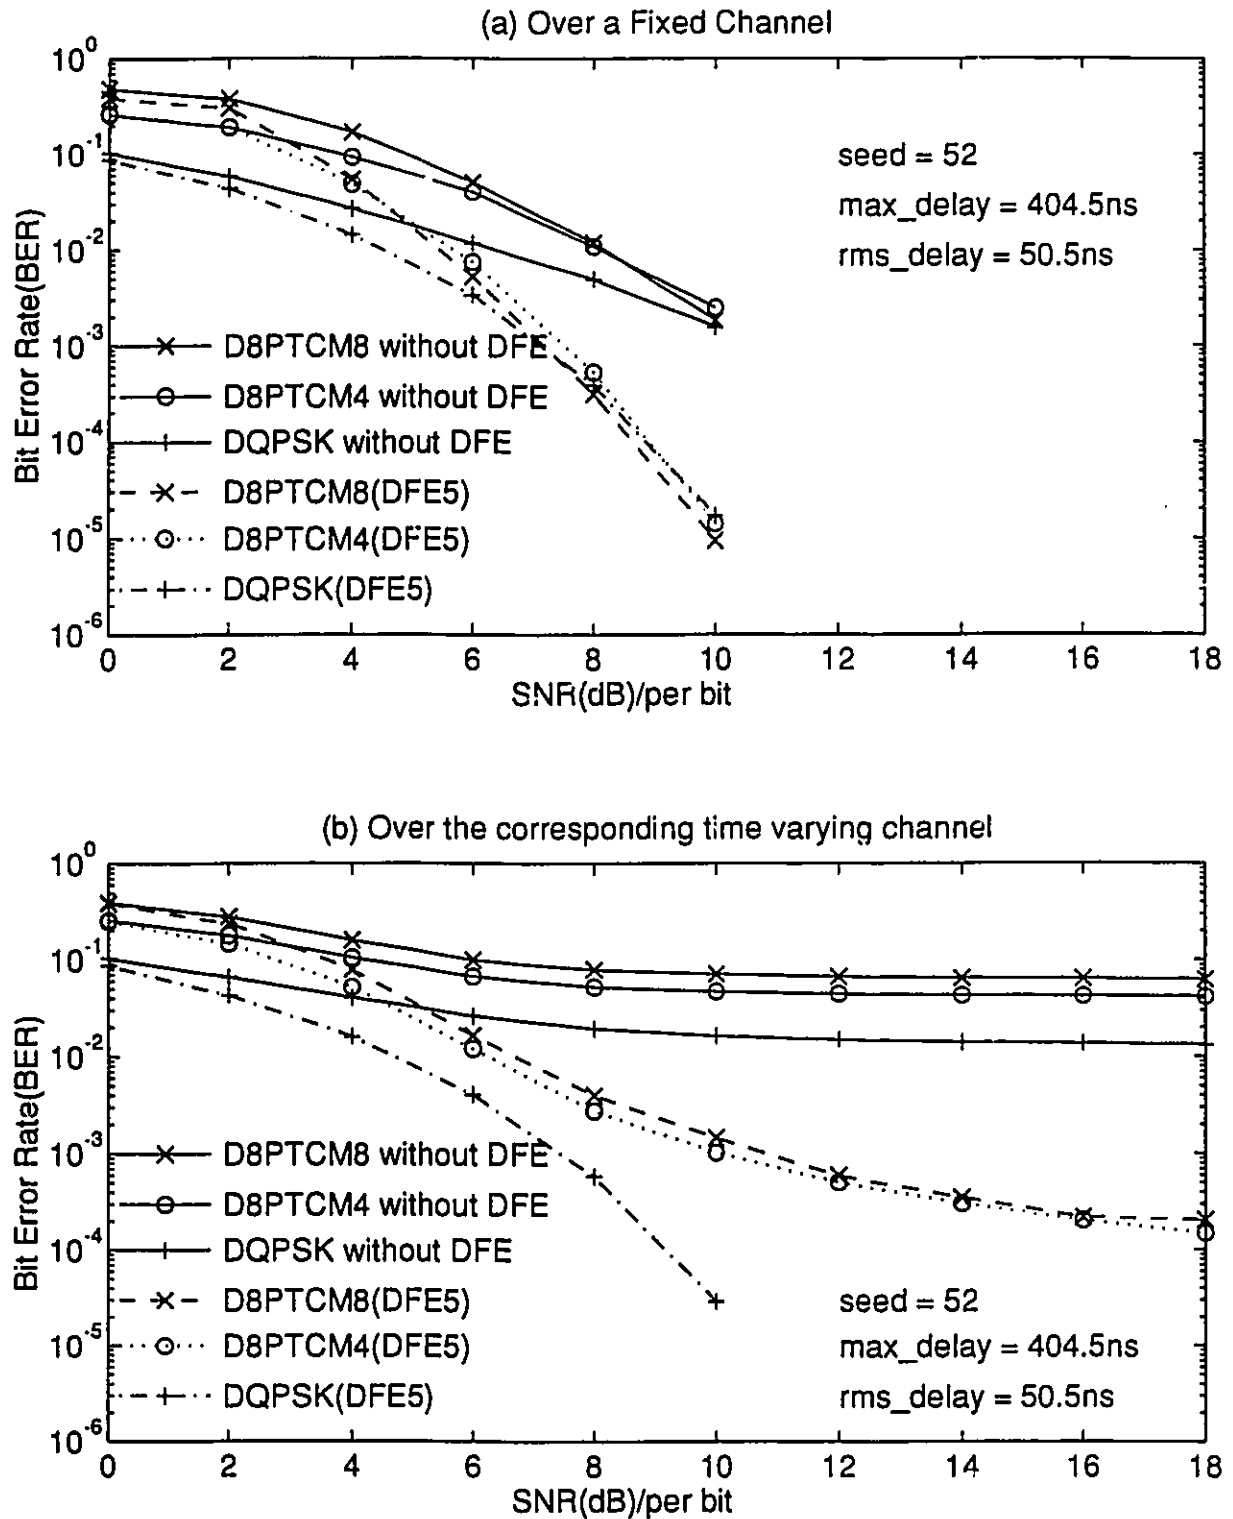 (a) Over a Fixed Channel
10^0
10^-1
10^-2
10^-3
10^-4
10^-5
10^-6
Bit Error Rate(BER)
seed = 52
max_delay = 404.5ns
rms_delay = 50.5ns
D8PTCM8 without DFE
D8PTCM4 without DFE
DQPSK without DFE
D8PTCM8(DFE5)
D8PTCM4(DFE5)
DQPSK(DFE5)
0 2 4 6 8 10 12 14 16 18
SNR(dB)/per bit
(b) Over the corresponding time varying channel
10^0
10^-1
10^-2
10^-3
10^-4
10^-5
10^-6
Bit Error Rate(BER)
D8PTCM8 without DFE
D8PTCM4 without DFE
DQPSK without DFE
D8PTCM8(DFE5)
D8PTCM4(DFE5)
DQPSK(DFE5)
seed = 52
max_delay = 404.5ns
rms_delay = 50.5ns
0 2 4 6 8 10 12 14 16 18
SNR(dB)/per bit